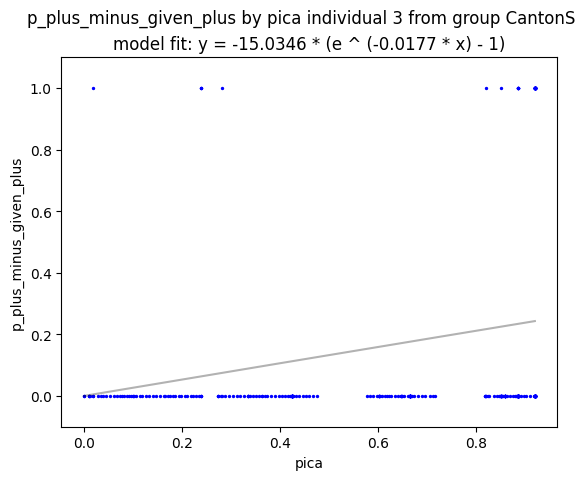 p_plus_minus_given_plus by pica individual 3 from group CantonS
model fit: y = -15.0346 * (e ^ (-0.0177 * x) - 1)
p_plus_minus_given_plus
1.0
0.8
0.6
0.4
0.2
0.0
0.0 0.2 0.4 0.6 0.8
pica